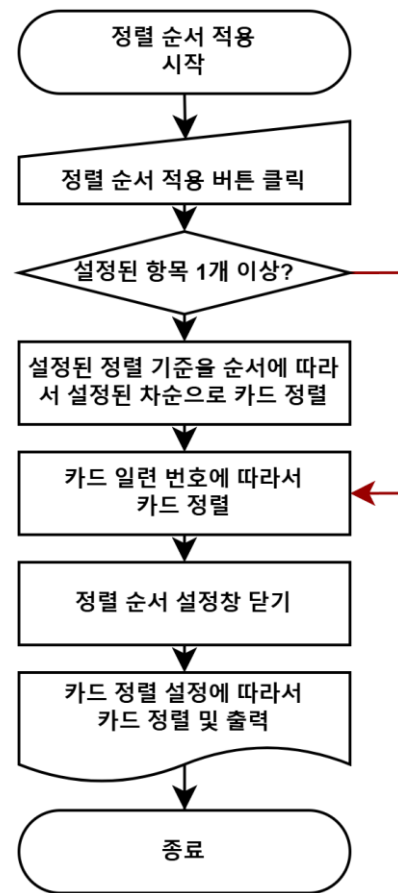 정렬 순서 적용
시작
정렬 순서 적용 버튼 클릭
설정된 항목 1개 이상?
설정된 정렬 기준을 순서에 따라
서 설정된 차순으로 카드 정렬
카드 일련 번호에 따라서
카드 정렬
정렬 순서 설정창 닫기
카드 정렬 설정에 따라서
카드 정렬 및 출력
종료